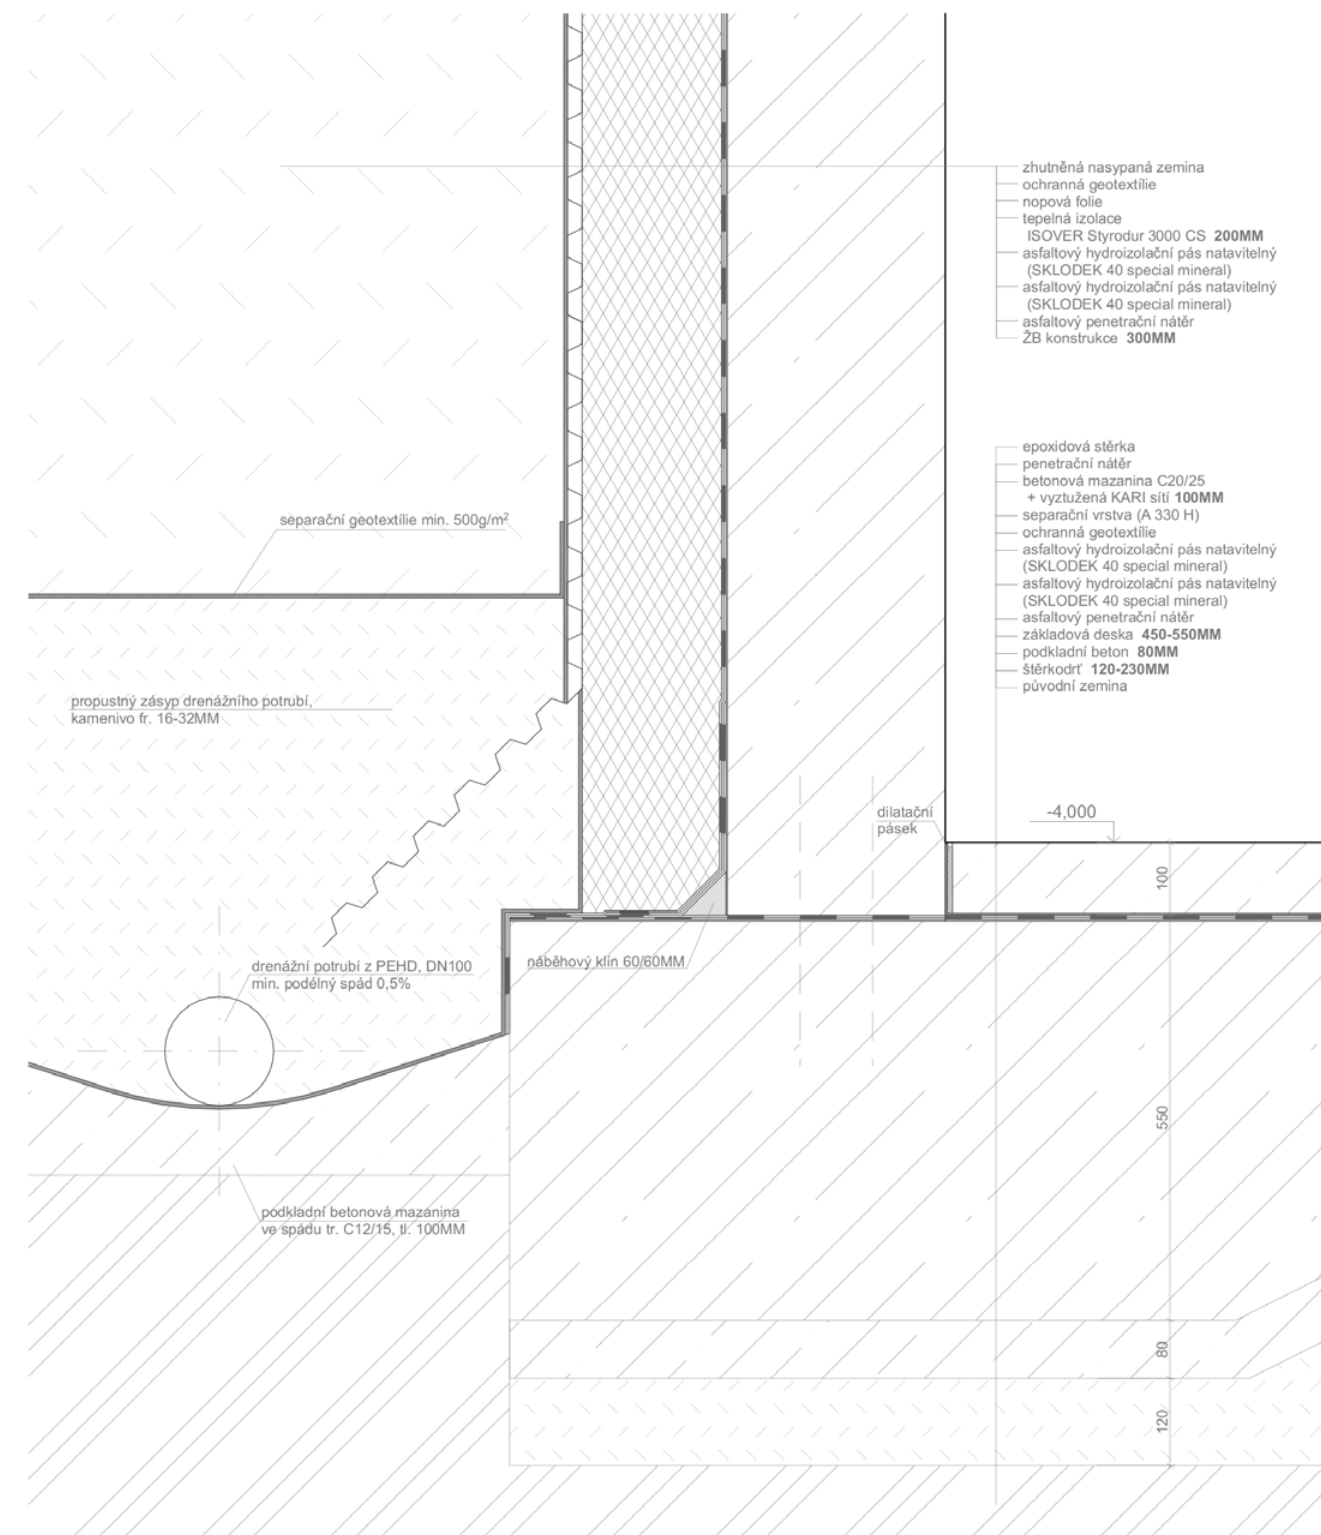 zhutněná nasypaná zemina
ochranná geotextílie
nopová folie
tepelná izolace
ISOVER Styrodur 3000 CS 200MM
asfaltový hydroizolační pás natavitelný
(SKLODEK 40 special mineral)
asfaltový hydroizolační pás natavitelný
(SKLODEK 40 special mineral)
asfaltový penetrační nátěr
ŽB konstrukce 300MM
epoxidová stěrka
penetrační nátěr
betonová mazanina C20/25
+ vyztužená KARI sítí 100MM
separační vrstva (A 330 H)
ochranná geotextílie
asfaltový hydroizolační pás natavitelný
(SKLODEK 40 special mineral)
asfaltový hydroizolační pás natavitelný
(SKLODEK 40 special mineral)
asfaltový penetrační nátěr
základová deska 450-550MM
podkladní beton 80MM
štěrkodrť 120-230MM
původní zemina
separační geotextílie min. 500g/m²
propustný zásyp drenážního potrubí,
kamenivo fr. 16-32MM
dilatační
pásek
-4,000
100
náběhový klín 60/60MM
drenážní potrubí z PEHD, DN100
min. podélný spád 0,5%
550
podkladní betonová mazanina
ve spádu tr. C12/15, tl. 100MM
80
120